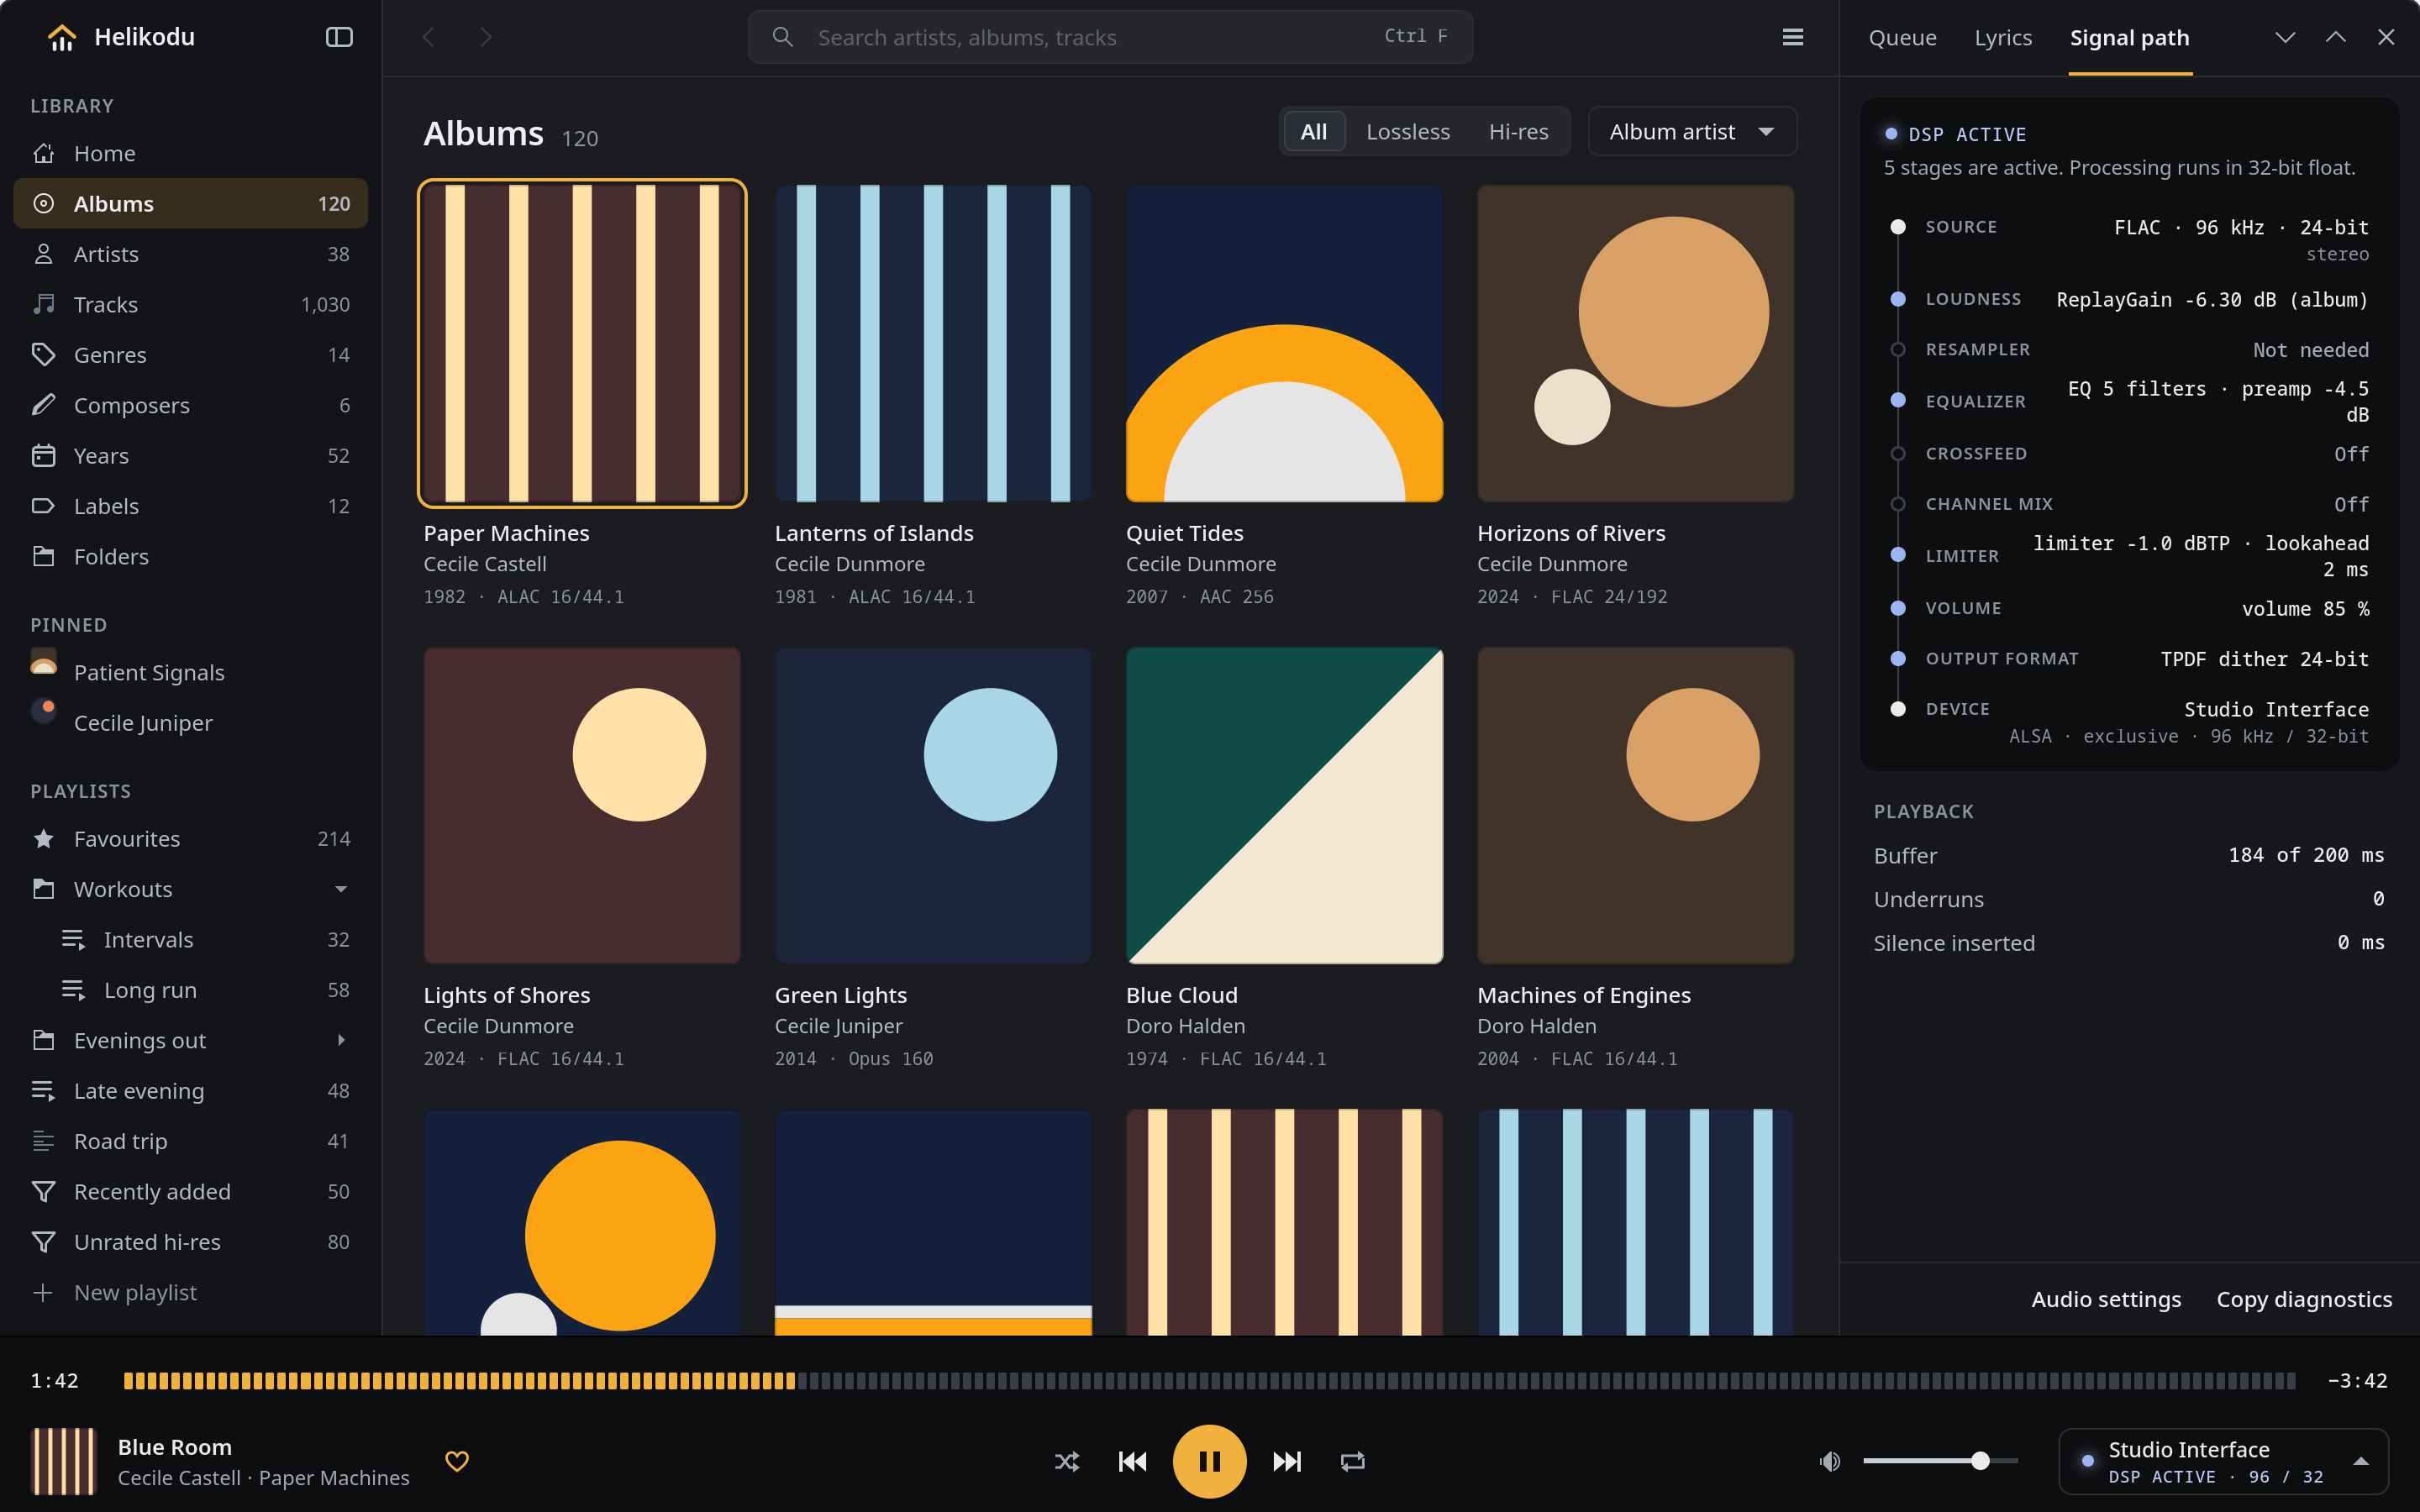 Helikodu
LIBRARY
Home
Albums 120
Artists 38
Tracks 1,030
Genres 14
Composers 6
Years 52
Labels 12
Folders
PINNED
Patient Signals
Cecile Juniper
PLAYLISTS
Favourites 214
Workouts
Intervals 32
Long run 58
Evenings out
Late evening 48
Road trip 41
Recently added 50
Unrated hi-res 80
New playlist
Search artists, albums, tracks Ctrl F
Albums 120
All Lossless Hi-res Album artist
Paper Machines
Cecile Castell
1982 · ALAC 16/44.1
Lanterns of Islands
Cecile Dunmore
1981 · ALAC 16/44.1
Quiet Tides
Cecile Dunmore
2007 · AAC 256
Horizons of Rivers
Cecile Dunmore
2024 · FLAC 24/192
Lights of Shores
Cecile Dunmore
2024 · FLAC 16/44.1
Green Lights
Cecile Juniper
2014 · Opus 160
Blue Cloud
Doro Halden
1974 · FLAC 16/44.1
Machines of Engines
Doro Halden
2004 · FLAC 16/44.1
Queue Lyrics Signal path
DSP ACTIVE
5 stages are active. Processing runs in 32-bit float.
SOURCE FLAC · 96 kHz · 24-bit
stereo
LOUDNESS ReplayGain -6.30 dB (album)
RESAMPLER Not needed
EQUALIZER EQ 5 filters · preamp -4.5
dB
CROSSFEED Off
CHANNEL MIX Off
LIMITER limiter -1.0 dBTP · lookahead
2 ms
VOLUME volume 85 %
OUTPUT FORMAT TPDF dither 24-bit
DEVICE Studio Interface
ALSA · exclusive · 96 kHz / 32-bit
PLAYBACK
Buffer 184 of 200 ms
Underruns 0
Silence inserted 0 ms
Audio settings Copy diagnostics
1:42 −3:42
Blue Room
Cecile Castell · Paper Machines
Studio Interface
DSP ACTIVE · 96 / 32